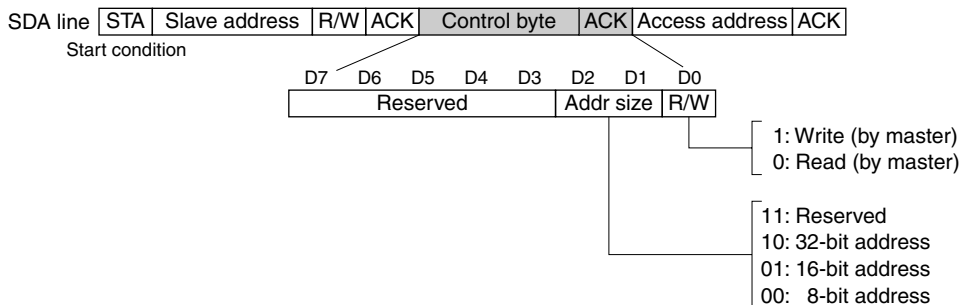 SDA line STA Slave address R/W ACK Control byte ACK Access address ACK
Start condition
D7 D6 D5 D4 D3 D2 D1 D0
Reserved Addr size R/W
1: Write (by master)
0: Read (by master)
11: Reserved
10: 32-bit address
01: 16-bit address
00: 8-bit address